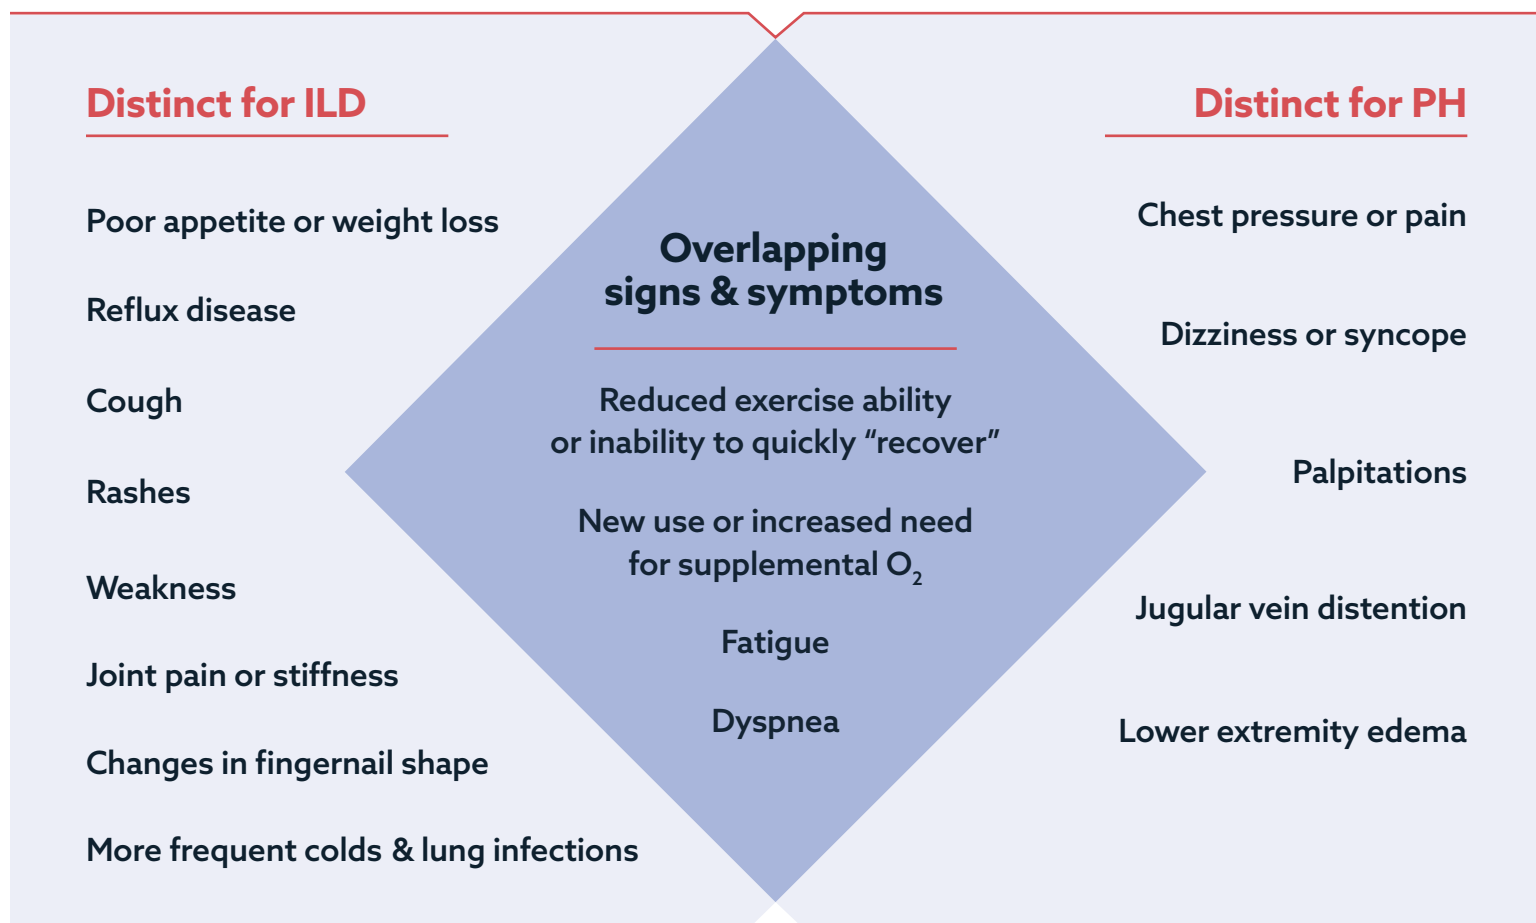 Distinct for ILD
Poor appetite or weight loss
Reflux disease
Cough
Rashes
Weakness
Joint pain or stiffness
Changes in fingernail shape
More frequent colds & lung infections
Overlapping
signs & symptoms
Reduced exercise ability
or inability to quickly “recover”
New use or increased need
for supplemental O₂
Fatigue
Dyspnea
Distinct for PH
Chest pressure or pain
Dizziness or syncope
Palpitations
Jugular vein distention
Lower extremity edema